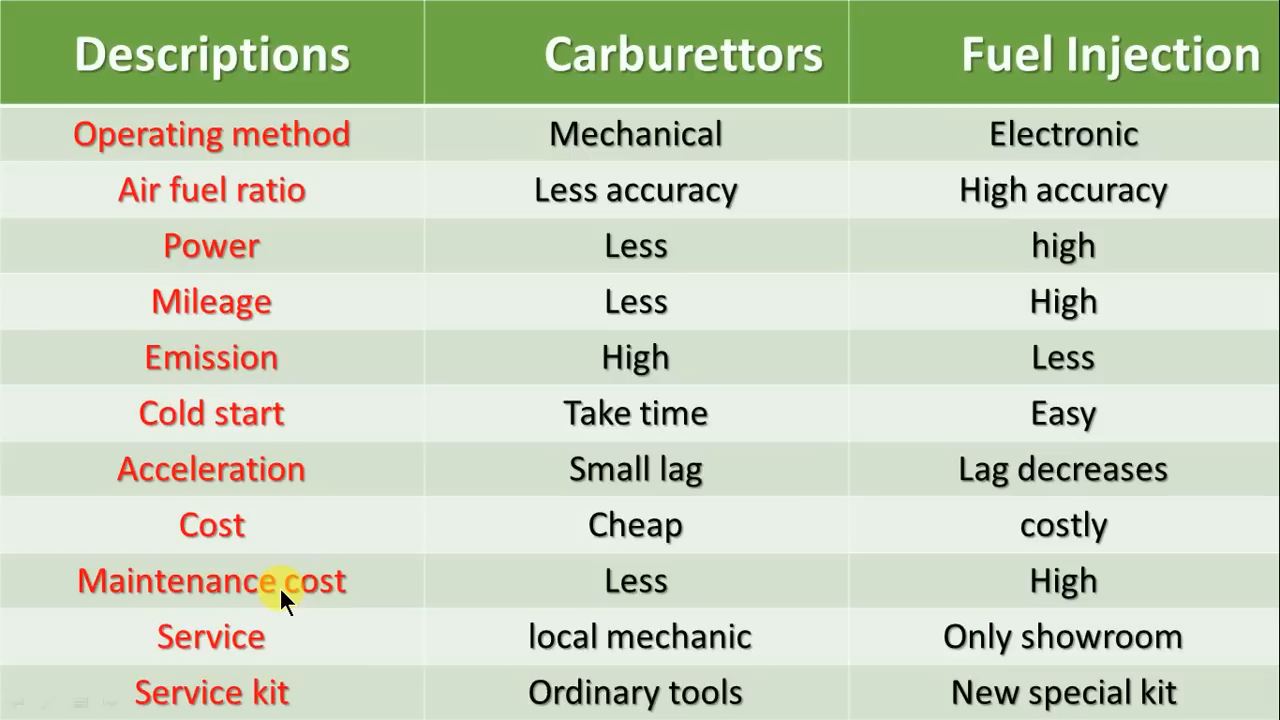 Descriptions Carburettors Fuel Injection
Operating method Mechanical Electronic
Air fuel ratio Less accuracy High accuracy
Power Less high
Mileage Less High
Emission High Less
Cold start Take time Easy
Acceleration Small lag Lag decreases
Cost Cheap costly
Maintenance cost Less High
Service local mechanic Only showroom
Service kit Ordinary tools New special kit